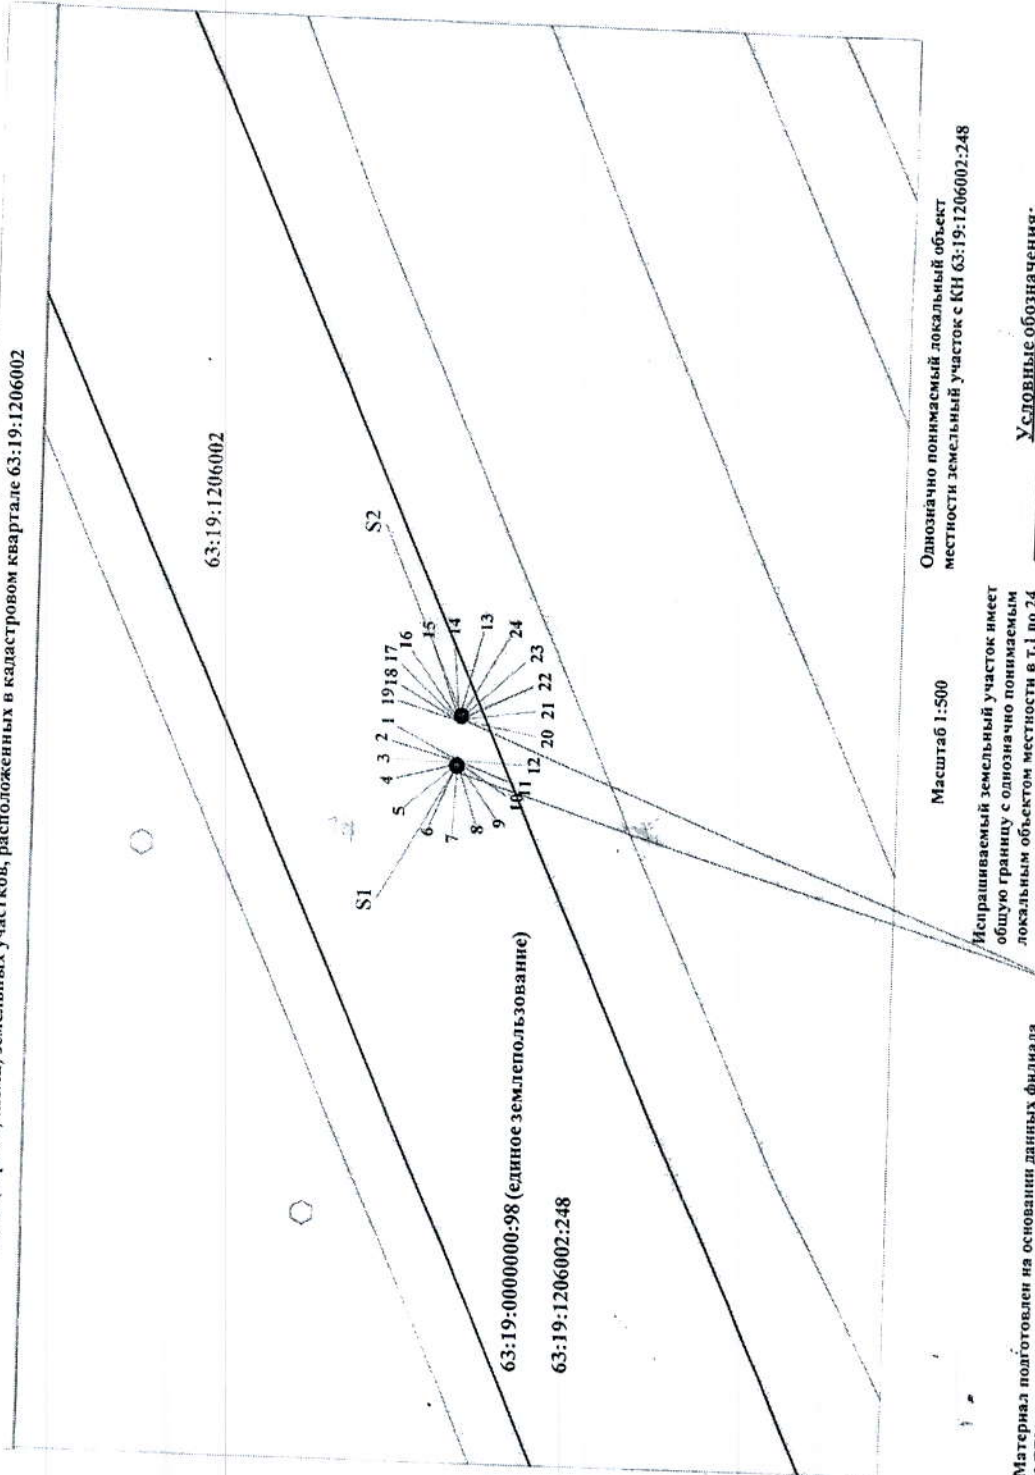 земельных участков, расположенных в кадастровом квартале 63:19:1206002
63:19:1206002
S1
S2
1
2
3
4
5
6
7
8
9
10
11
12
19
18
17
16
15
14
13
24
23
22
21
20
63:19:0000000:98 (единое землепользование)
63:19:1206002:248
Масштаб 1:500
Однозначно понимаемый локальный объект
местности земельный участок с КН 63:19:1206002:248
Испрашиваемый земельный участок имеет
общую границу с однозначно понимаемым
локальным объектом местности в т.1 по 24
Условные обозначения:
Материал подготовлен на основании данных филиала